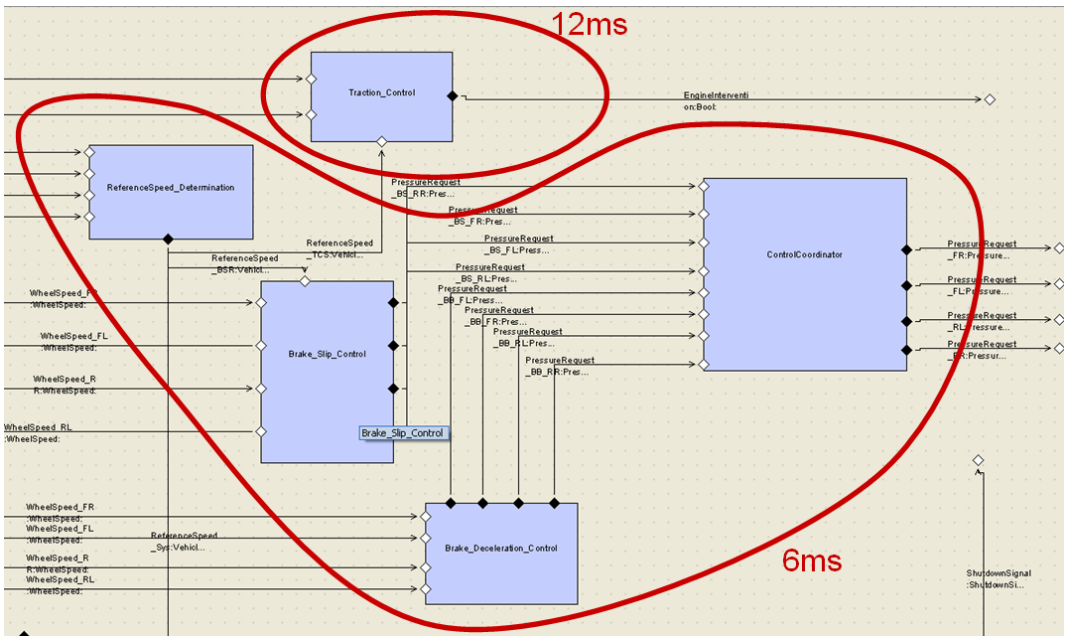 12ms
Traction_Control
EngineInterventi
on:Bool:
ReferenceSpeed_Determination
PressureRequest
_BS_RR:Pres...
PressureRequest
_BS_FR:Pres...
PressureRequest
_BS_FL:Press...
PressureRequest
_BS_RL:Pres...
PressureRequest
_BB_FL:Press...
PressureRequest
_BB_FR:Pres...
PressureRequest
_BB_RL:Pres...
PressureRequest
_BB_RR:Pres...
ControlCoordinator
PressureRequest
_FR:Pressure...
PressureRequest
_FL:Pressure...
PressureRequest
_RL:Pressure...
PressureRequest
_RR:Pressur...
ReferenceSpeed
_TCS:Vehicl...
ReferenceSpeed
_BSR:Vehicl...
WheelSpeed_FR
:WheelSpeed:
WheelSpeed_FL
:WheelSpeed:
WheelSpeed_R
R:WheelSpeed:
WheelSpeed_RL
:WheelSpeed:
Brake_Slip_Control
Brake_Slip_Control
WheelSpeed_FR
:WheelSpeed:
WheelSpeed_FL
:WheelSpeed:
WheelSpeed_R
R:WheelSpeed:
WheelSpeed_RL
:WheelSpeed:
ReferenceSpeed
_Sys:Vehicl...
Brake_Deceleration_Control
6ms
ShutdownSignal
:ShutdownSi...